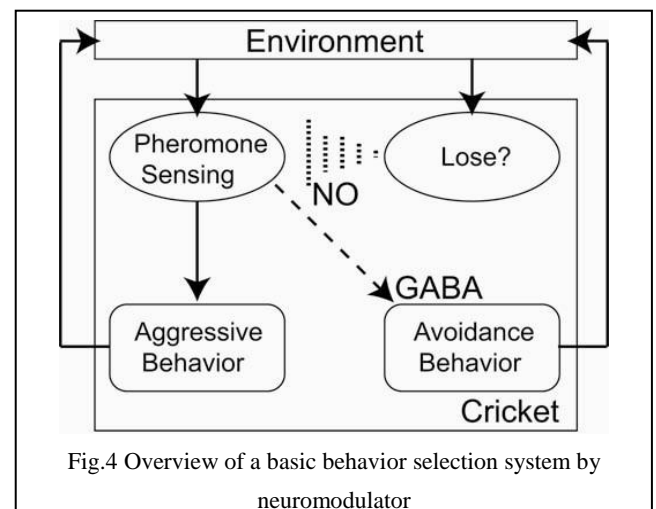 Environment
Pheromone
Sensing
Lose?
NO
GABA
Aggressive
Behavior
Avoidance
Behavior
Cricket
Fig.4 Overview of a basic behavior selection system by
neuromodulator